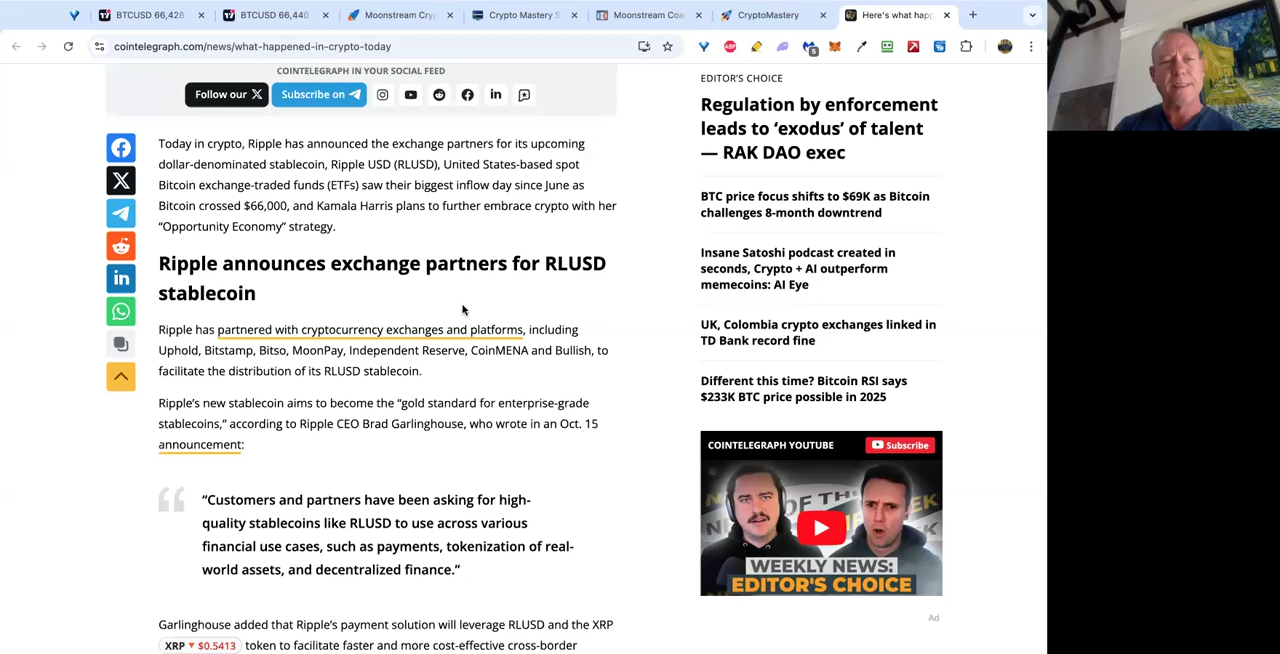 BTCUSD 66,428
BTCUSD 66,440
Moonstream Cry
Crypto Mastery S
Moonstream Coa
CryptoMastery
Here's what hap
cointelegraph.com/news/what-happened-in-crypto-today
ABP
5
COINTELEGRAPH IN YOUR SOCIAL FEED
Follow our X
Subscribe on
Today in crypto, Ripple has announced the exchange partners for its upcoming
dollar-denominated stablecoin, Ripple USD (RLUSD), United States-based spot
Bitcoin exchange-traded funds (ETFs) saw their biggest inflow day since June as
Bitcoin crossed $66,000, and Kamala Harris plans to further embrace crypto with her
“Opportunity Economy” strategy.
Ripple announces exchange partners for RLUSD
stablecoin
Ripple has partnered with cryptocurrency exchanges and platforms, including
Uphold, Bitstamp, Bitso, MoonPay, Independent Reserve, CoinMENA and Bullish, to
facilitate the distribution of its RLUSD stablecoin.
Ripple’s new stablecoin aims to become the “gold standard for enterprise-grade
stablecoins,” according to Ripple CEO Brad Garlinghouse, who wrote in an Oct. 15
announcement:
“Customers and partners have been asking for high-
quality stablecoins like RLUSD to use across various
financial use cases, such as payments, tokenization of real-
world assets, and decentralized finance.”
Garlinghouse added that Ripple’s payment solution will leverage RLUSD and the XRP
XRP ▼ $0.5413 token to facilitate faster and more cost-effective cross-border
EDITOR’S CHOICE
Regulation by enforcement
leads to ‘exodus’ of talent
— RAK DAO exec
BTC price focus shifts to $69K as Bitcoin
challenges 8-month downtrend
Insane Satoshi podcast created in
seconds, Crypto + AI outperform
memecoins: AI Eye
UK, Colombia crypto exchanges linked in
TD Bank record fine
Different this time? Bitcoin RSI says
$233K BTC price possible in 2025
COINTELEGRAPH YOUTUBE
Subscribe
WEEKLY NEWS:
EDITOR'S CHOICE
Ad